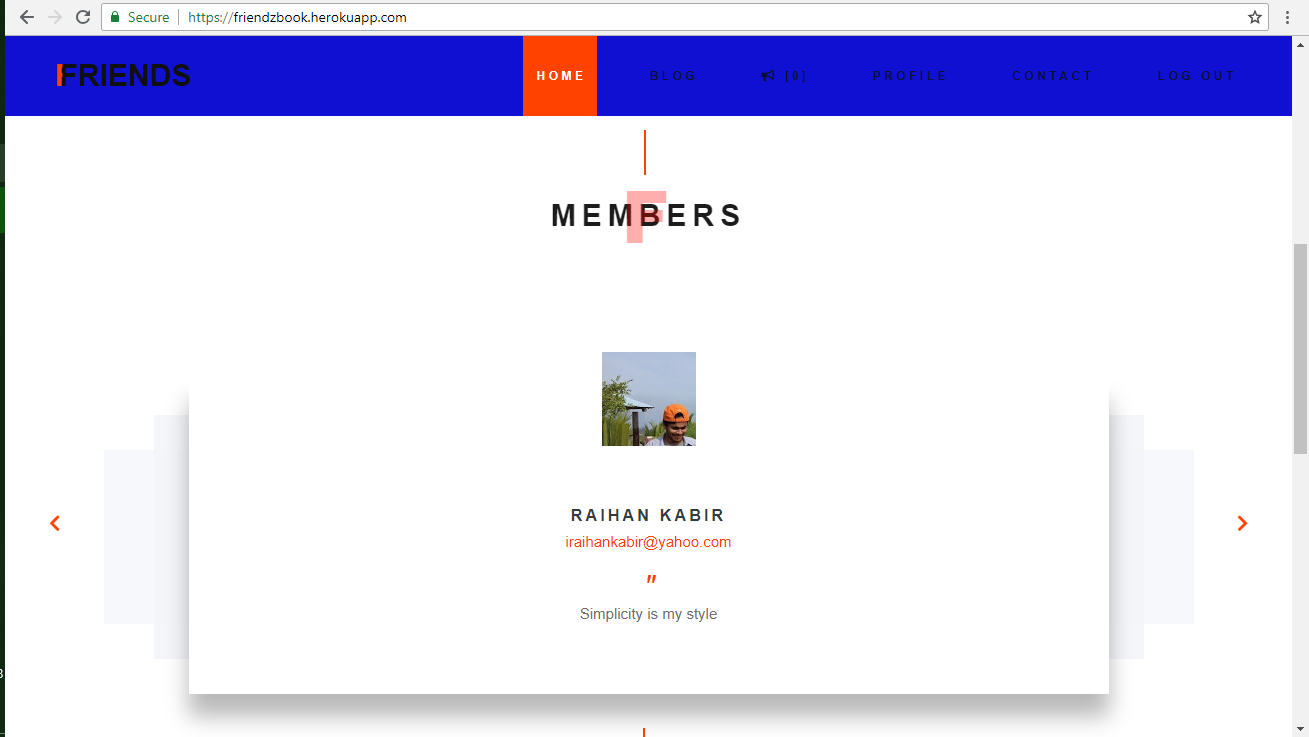 Secure https://friendzbook.herokuapp.com
FRIENDS
HOME BLOG [0] PROFILE CONTACT LOG OUT
F
MEMBERS
RAIHAN KABIR
iraihankabir@yahoo.com
"
Simplicity is my style